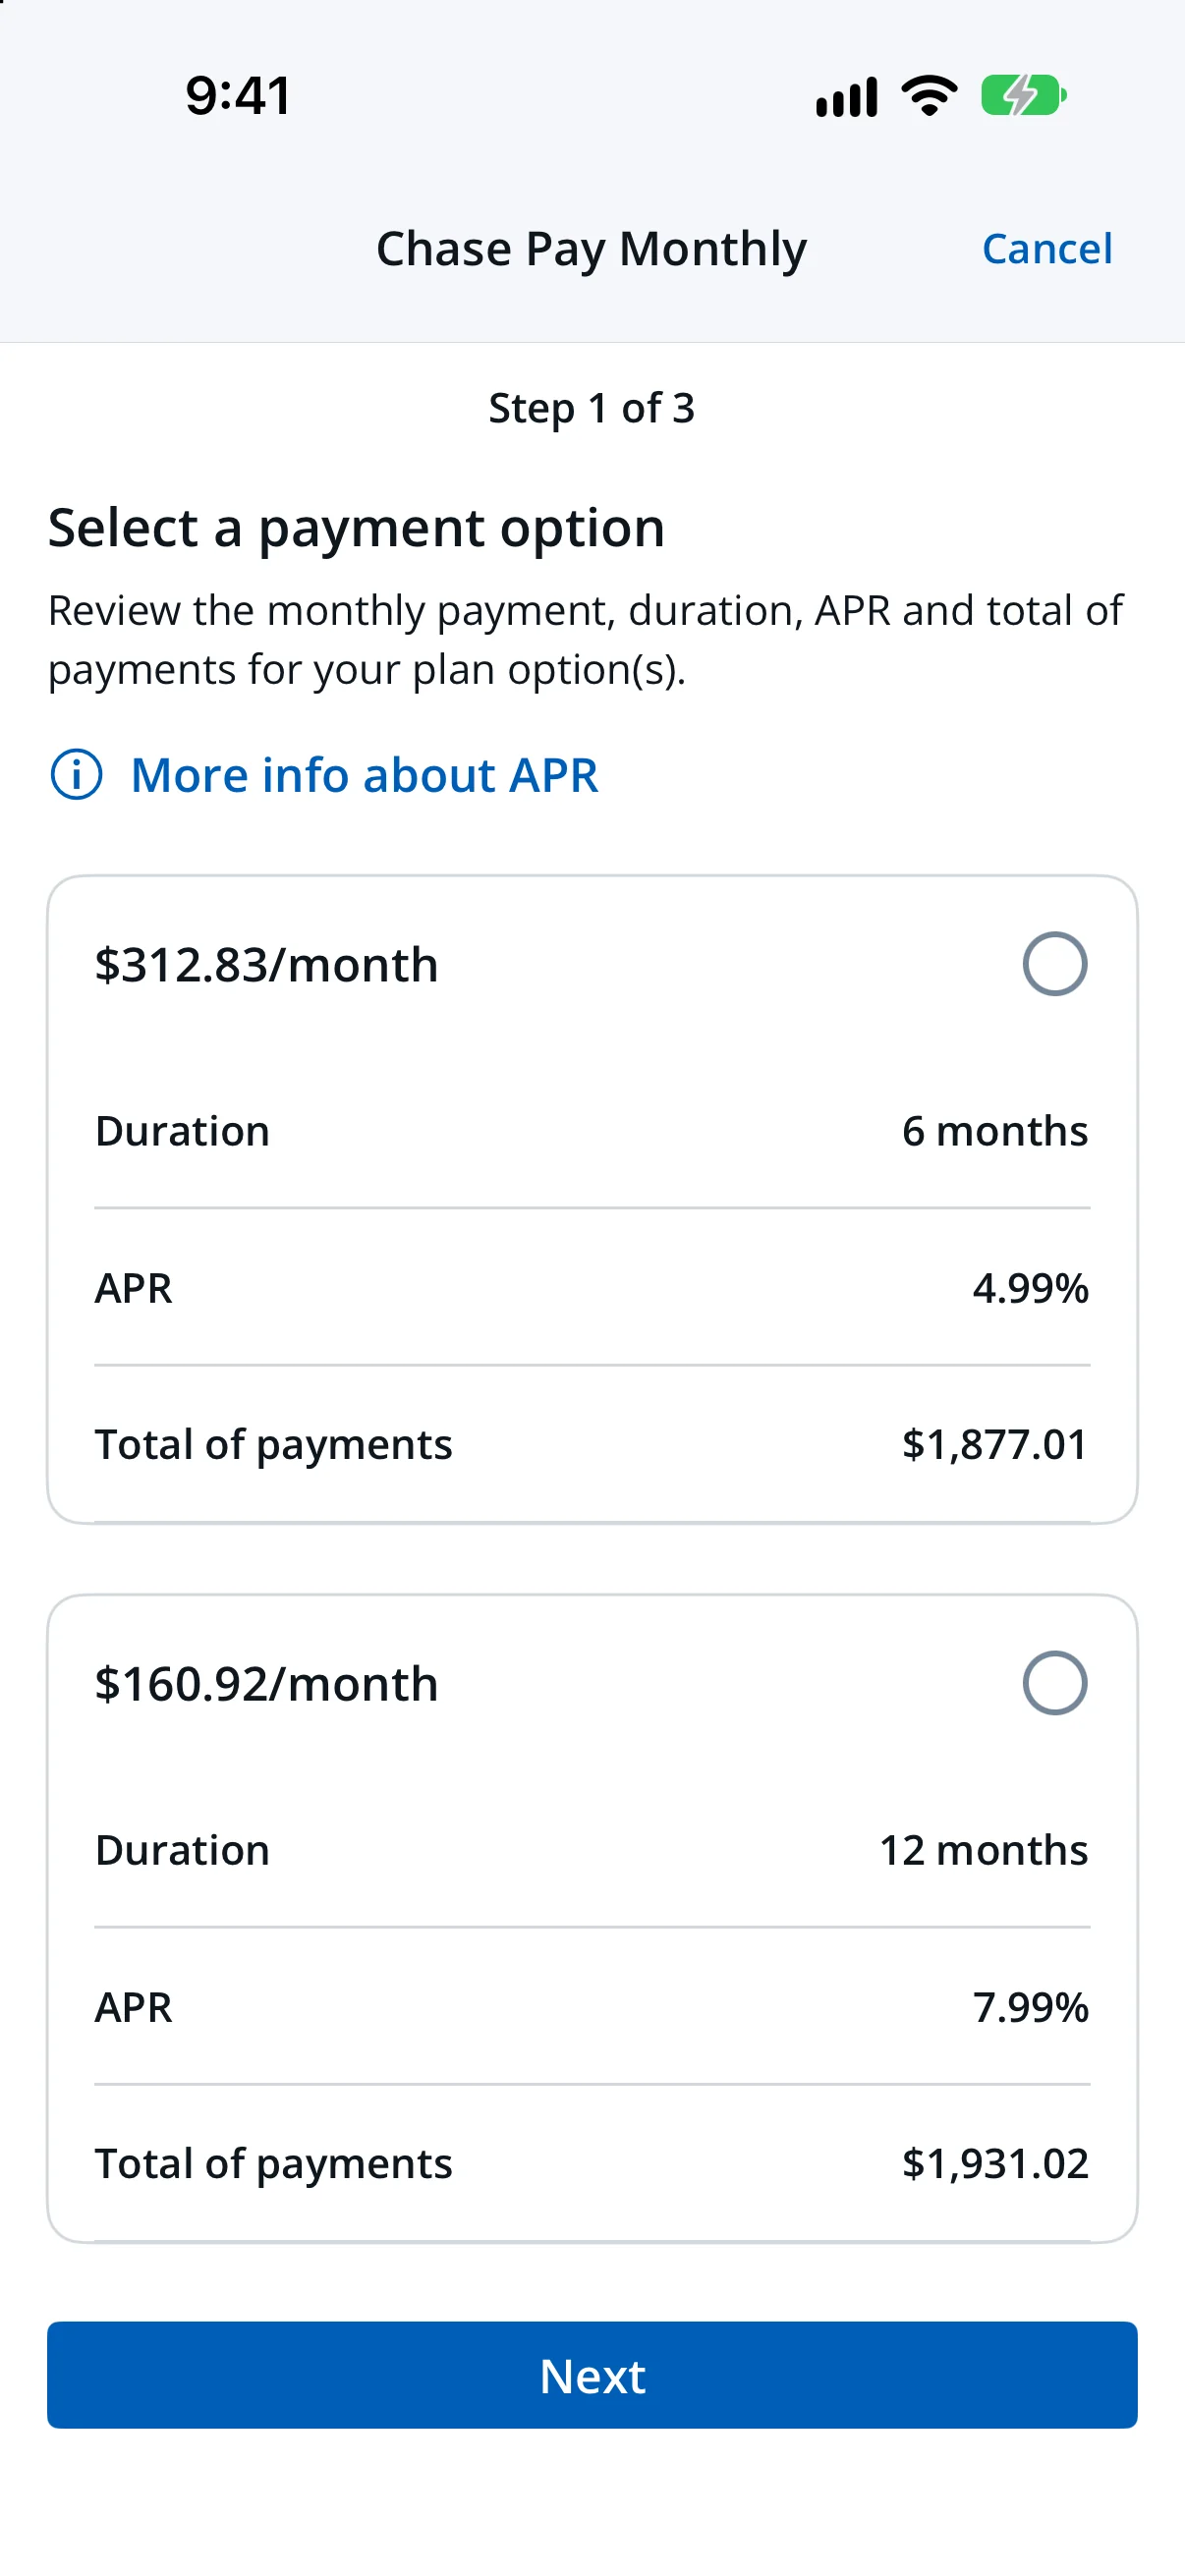 9:41
Chase Pay Monthly
Cancel
Step 1 of 3
Select a payment option
Review the monthly payment, duration, APR and total of
payments for your plan option(s).
More info about APR
$312.83/month
Duration 6 months
APR 4.99%
Total of payments $1,877.01
$160.92/month
Duration 12 months
APR 7.99%
Total of payments $1,931.02
Next